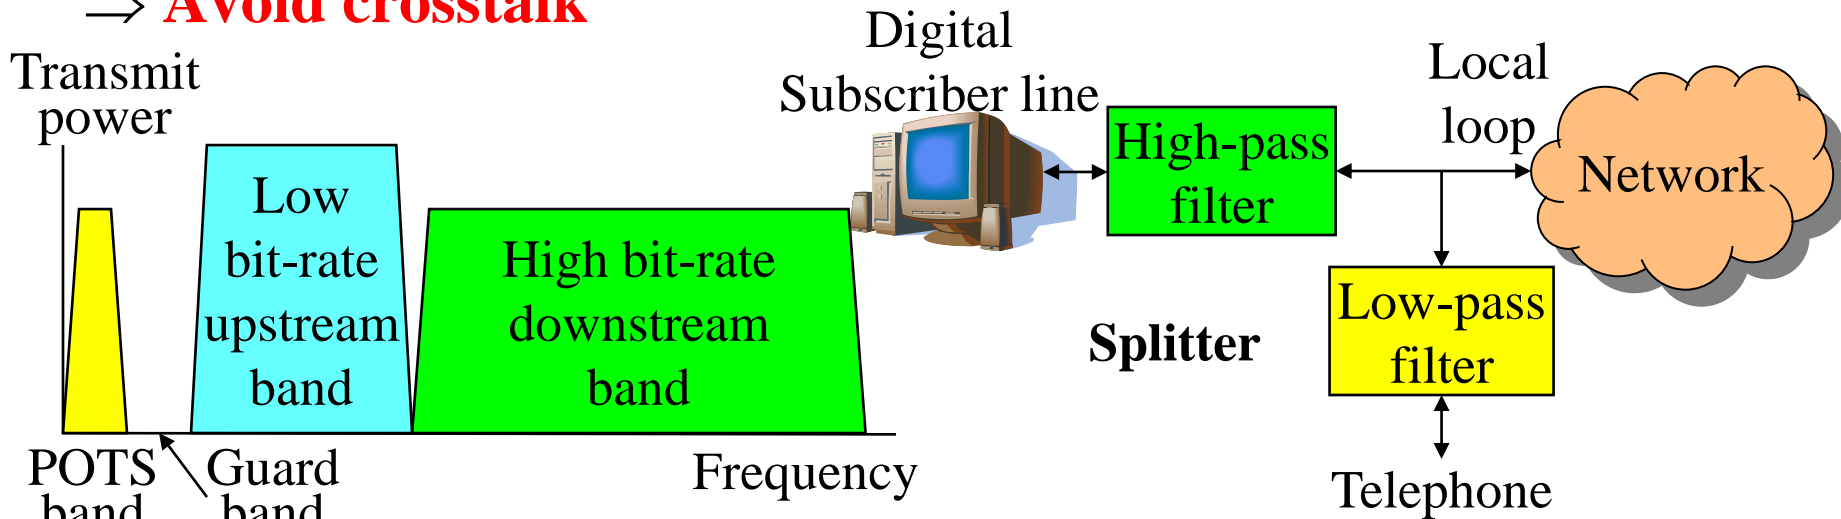 ⇒ Avoid crosstalk
Transmit
power
Low
bit-rate
upstream
band
High bit-rate
downstream
band
POTS
band
Guard
band
Frequency
Digital
Subscriber line
High-pass
filter
Local
loop
Network
Splitter
Low-pass
filter
Telephone